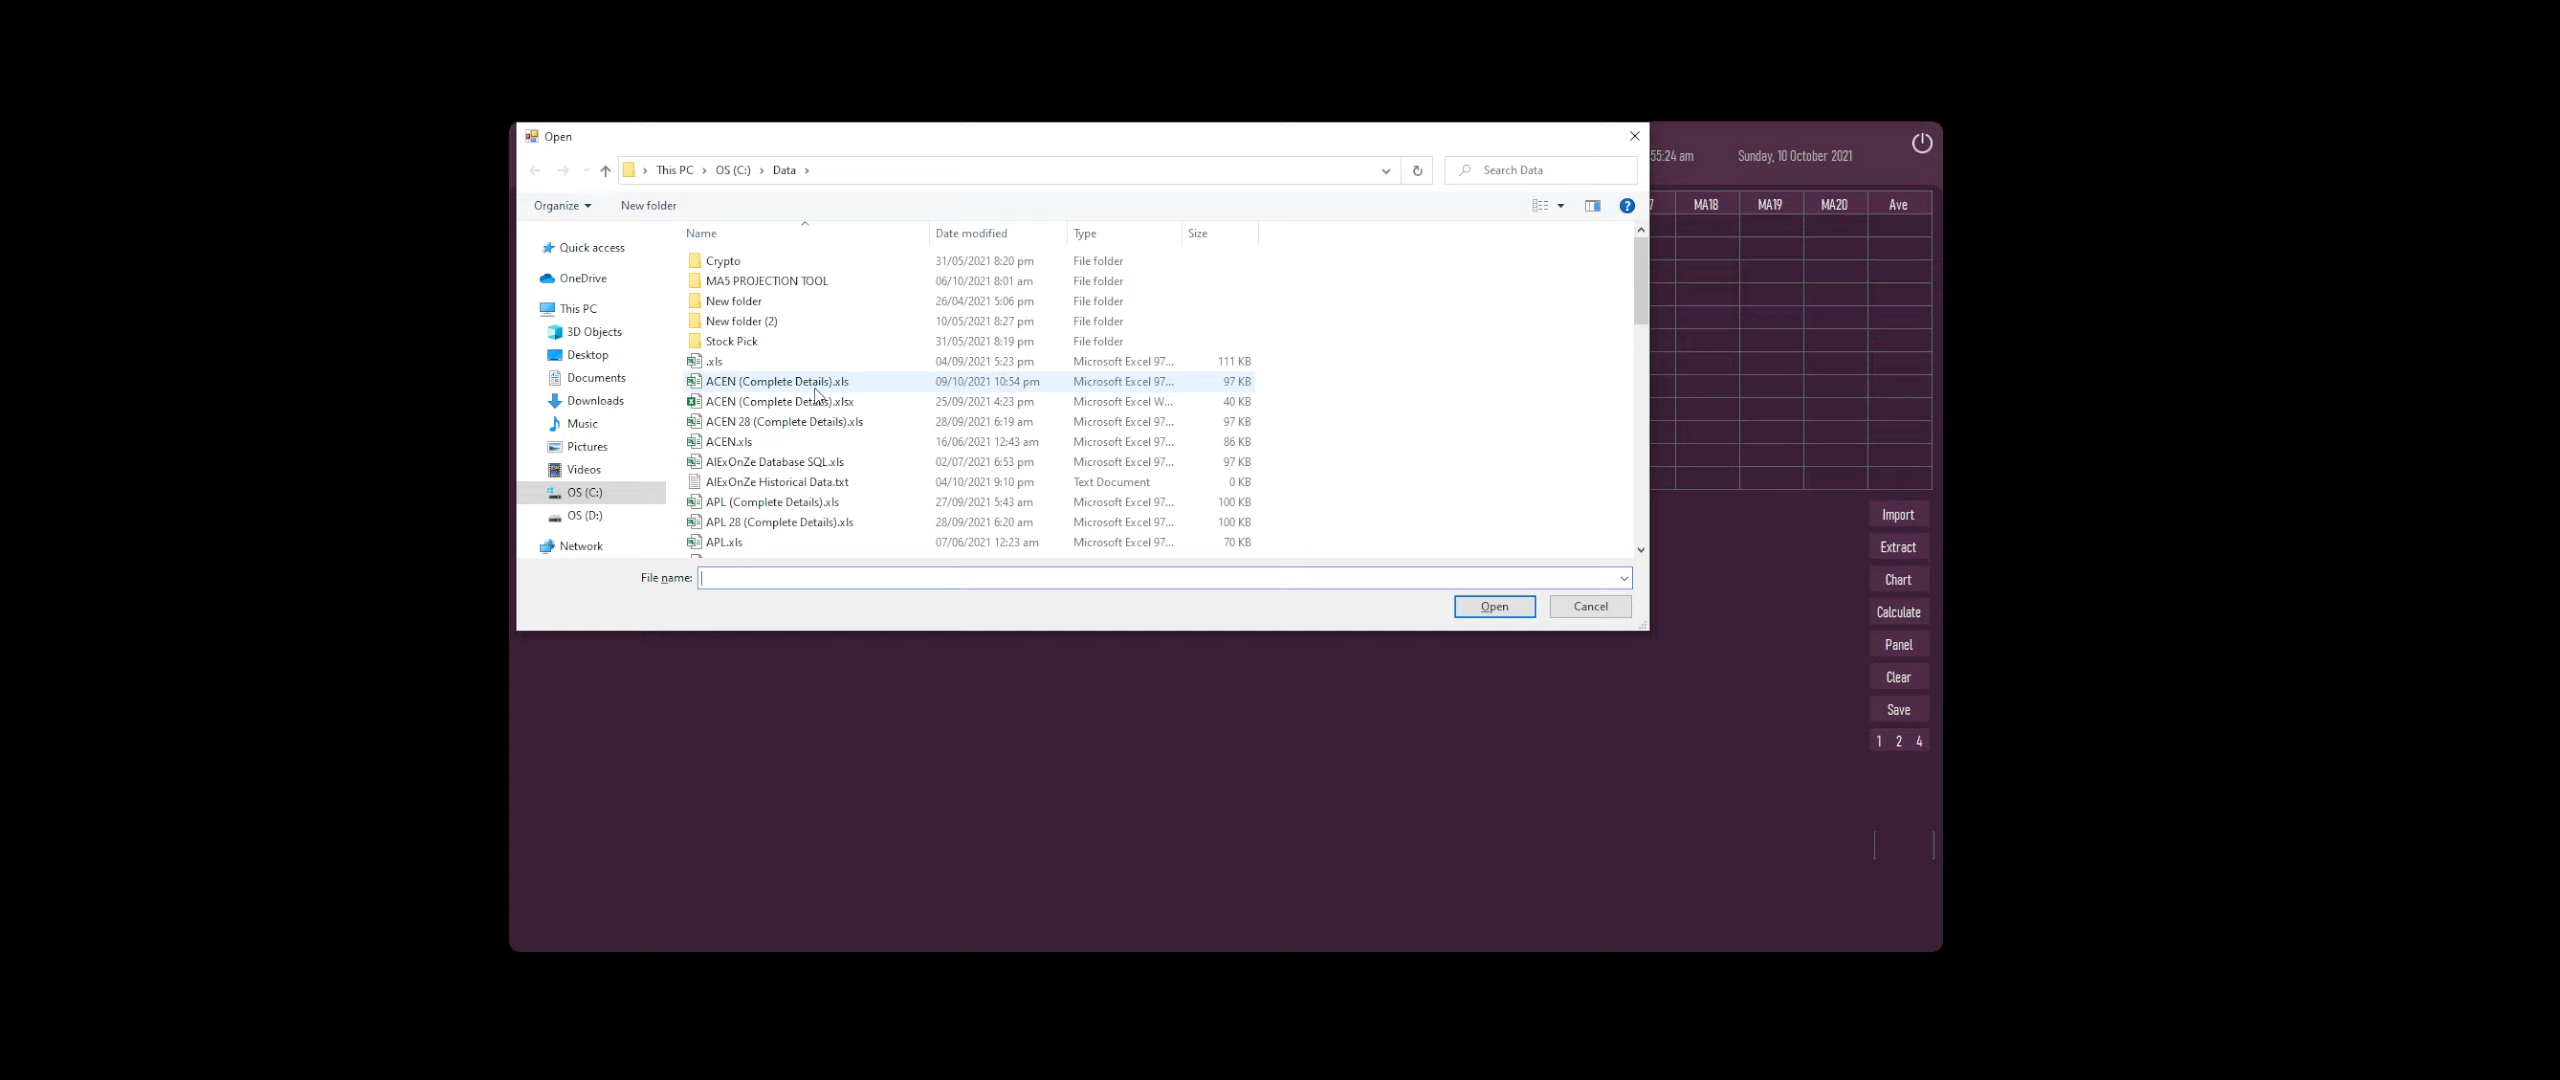 Open
This PC > OS (C:) > Data >
Search Data
55:24 am
Sunday, 10 October 2021
Organize
New folder
Name
Date modified
Type
Size
7 MA18 MA19 MA20 Ave
Quick access
OneDrive
This PC
3D Objects
Desktop
Documents
Downloads
Music
Pictures
Videos
OS (C:)
OS (D:)
Network
Crypto 31/05/2021 8:20 pm File folder
MA5 PROJECTION TOOL 06/10/2021 8:01 am File folder
New folder 26/04/2021 5:06 pm File folder
New folder (2) 10/05/2021 8:27 pm File folder
Stock Pick 31/05/2021 8:19 pm File folder
.xls 04/09/2021 5:23 pm Microsoft Excel 97... 111 KB
ACEN (Complete Details).xls 09/10/2021 10:54 pm Microsoft Excel 97... 97 KB
ACEN (Complete Details).xlsx 25/09/2021 4:23 pm Microsoft Excel W... 40 KB
ACEN 28 (Complete Details).xls 28/09/2021 6:19 am Microsoft Excel 97... 97 KB
ACEN.xls 16/06/2021 12:43 am Microsoft Excel 97... 86 KB
AlExOnZe Database SQL.xls 02/07/2021 6:53 pm Microsoft Excel 97... 97 KB
AlExOnZe Historical Data.txt 04/10/2021 9:10 pm Text Document 0 KB
APL (Complete Details).xls 27/09/2021 5:43 am Microsoft Excel 97... 100 KB
APL 28 (Complete Details).xls 28/09/2021 6:20 am Microsoft Excel 97... 100 KB
APL.xls 07/06/2021 12:23 am Microsoft Excel 97... 70 KB
File name:
Open
Cancel
Import
Extract
Chart
Calculate
Panel
Clear
Save
1 2 4